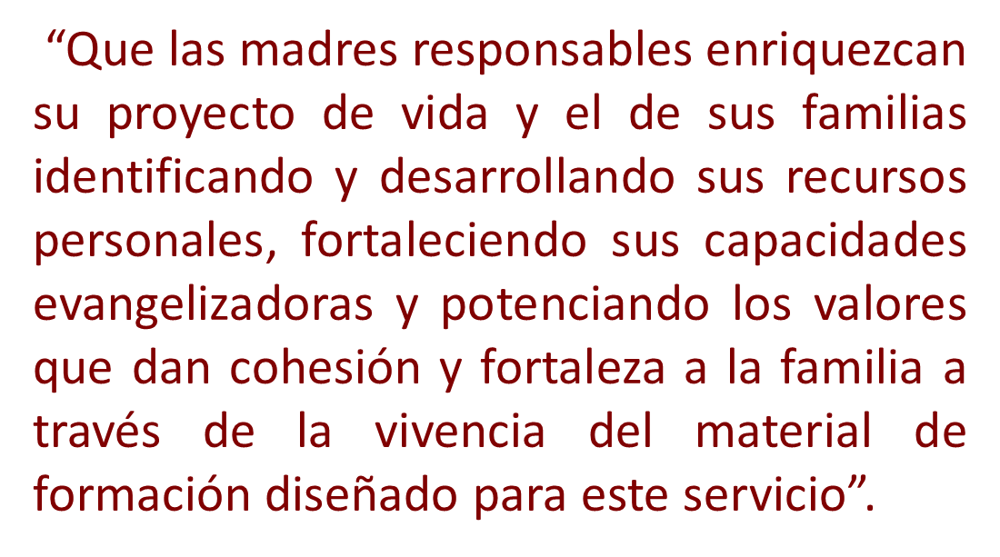 “Que las madres responsables enriquezcan
su proyecto de vida y el de sus familias
identificando y desarrollando sus recursos
personales, fortaleciendo sus capacidades
evangelizadoras y potenciando los valores
que dan cohesión y fortaleza a la familia a
través de la vivencia del material de
formación diseñado para este servicio”.